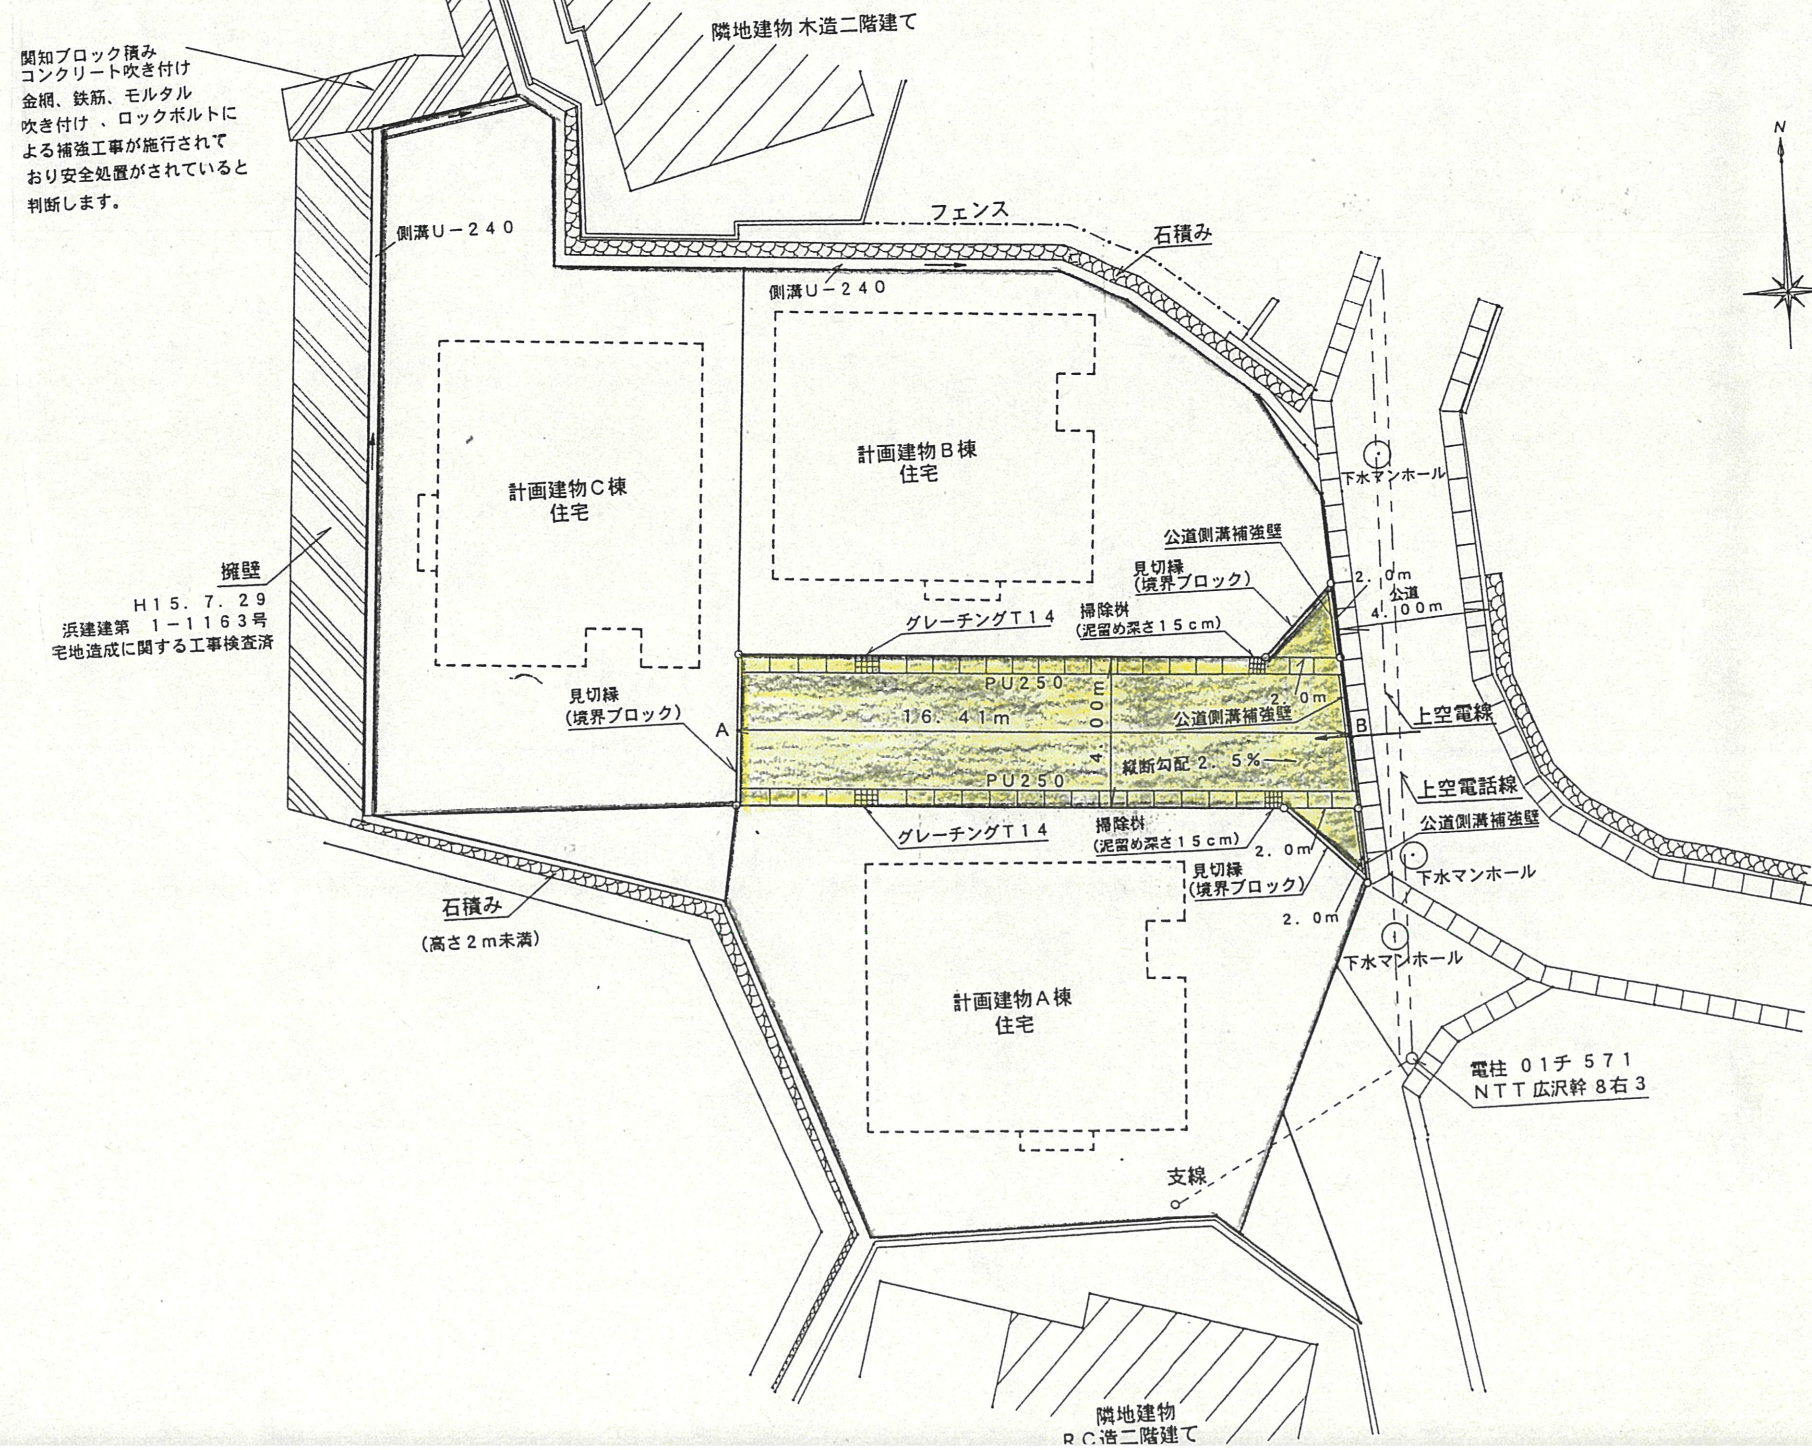 隣地建物 木造二階建て
関知ブロック積み
コンクリート吹き付け
金網、鉄筋、モルタル
吹き付け 、ロックボルトに
よる補強工事が施行されて
おり安全処置がされていると
判断します。
N
フェンス
石積み
側溝U-240
側溝U-240
計画建物B棟
住宅
下水マンホール
計画建物C棟
住宅
公道側溝補強壁
見切縁
(境界ブロック)
2. 0m
公道
4. 00m
擁壁
H15. 7. 29
浜建建第 1-1163号
宅地造成に関する工事検査済
グレーチングT14
掃除桝
(泥留め深さ15cm)
PU250
2. 0m
見切縁
(境界ブロック)
A
16. 41m
4. 00m
公道側溝補強壁
B
上空電線
縦断勾配 2. 5%
PU250
上空電話線
グレーチングT14
掃除桝
(泥留め深さ15cm)
2. 0m
公道側溝補強壁
見切縁
(境界ブロック)
2. 0m
下水マンホール
石積み
(高さ2m未満)
下水マンホール
計画建物A棟
住宅
電柱 01チ 571
NTT 広沢幹 8右3
支線
隣地建物
RC造二階建て